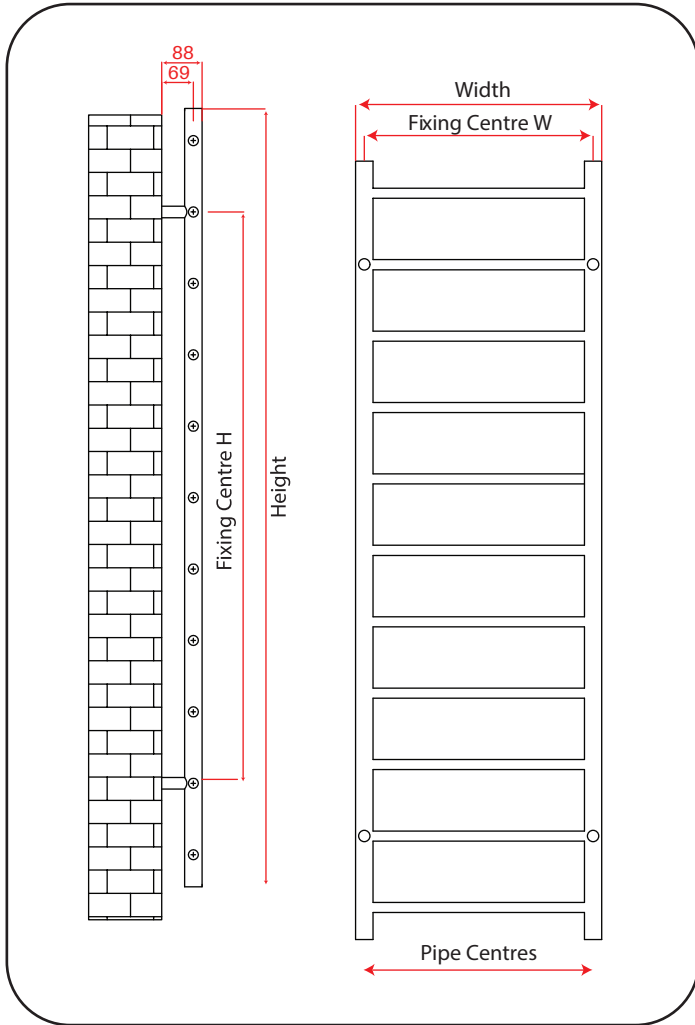 88
69
Fixing Centre H
Height
Width
Fixing Centre W
Pipe Centres